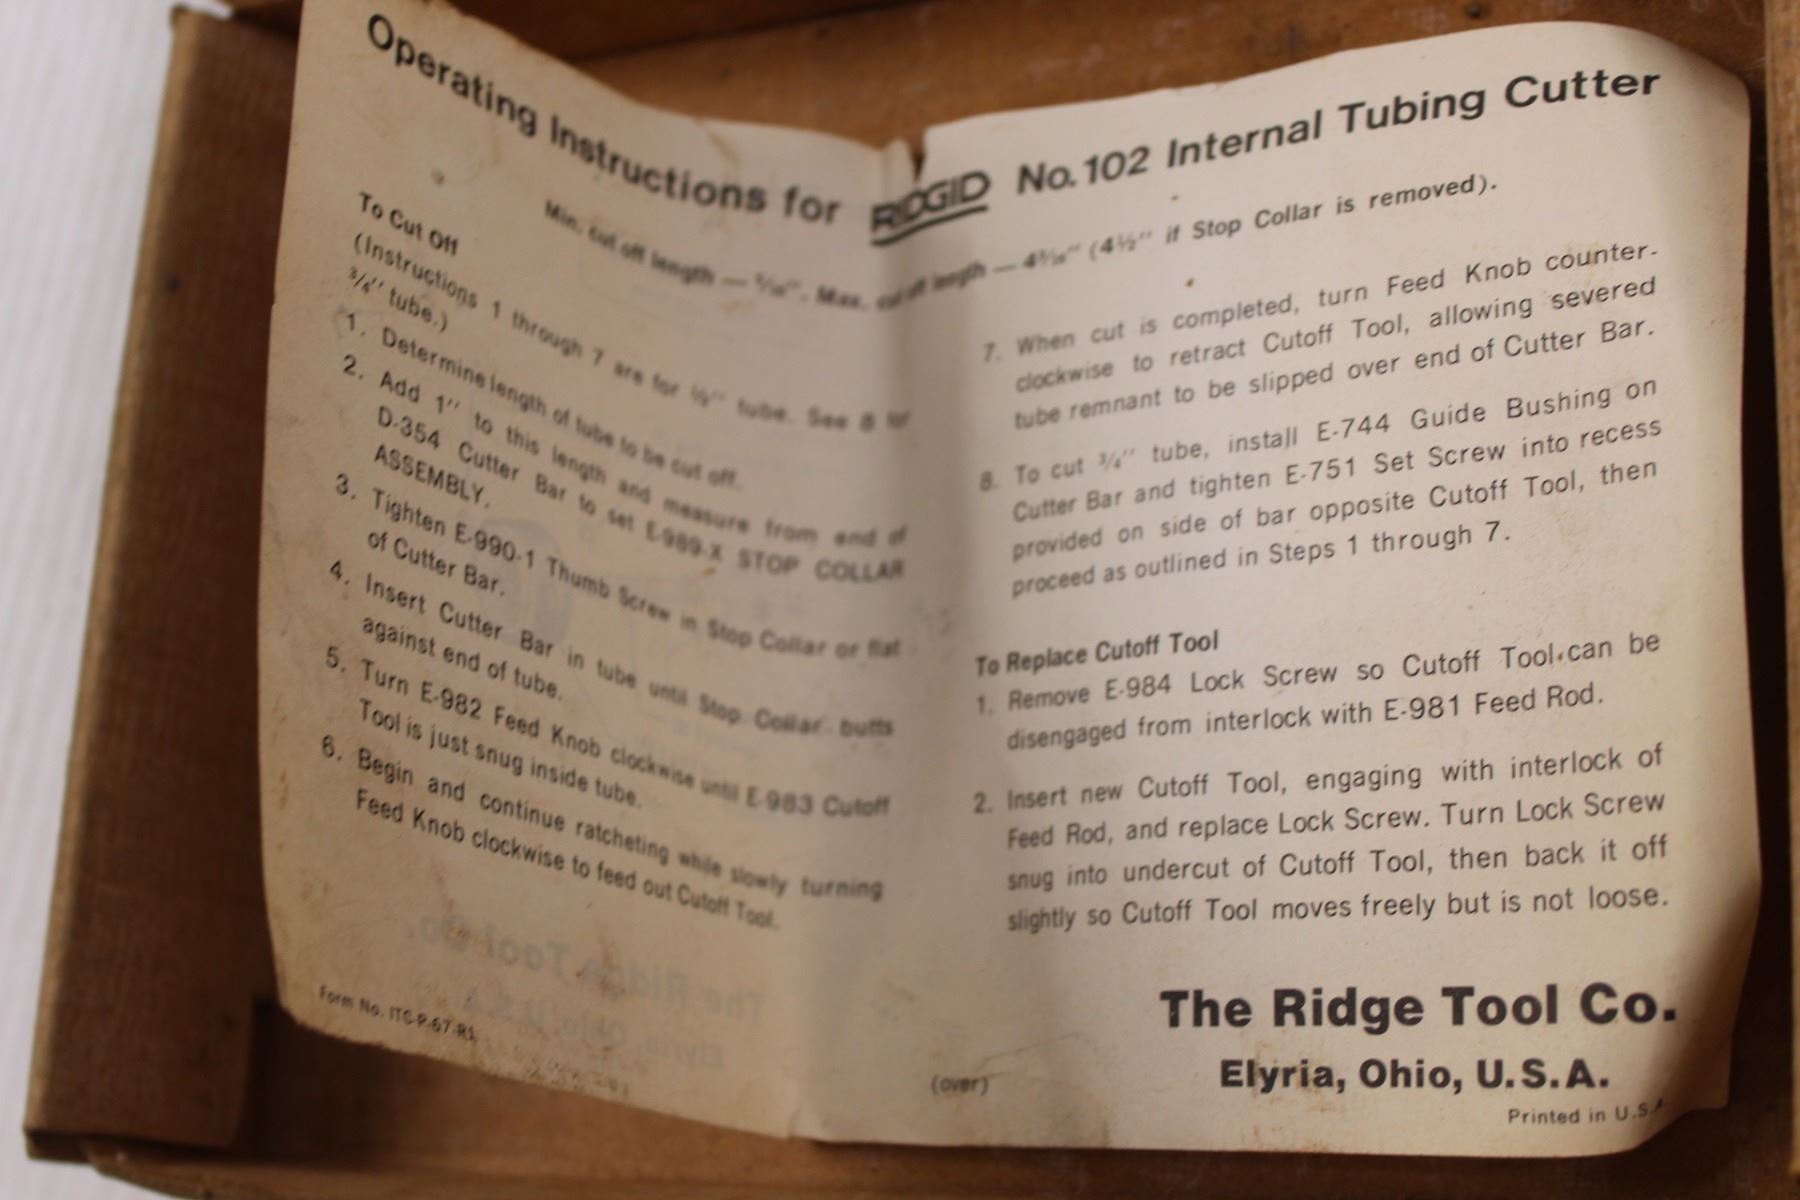 Operating Instructions for RIDGID No. 102 Internal Tubing Cutter
Min. cut off length — Max. cut off length — 4³⁄₁₆" (4½" if Stop Collar is removed).
To Cut Off
(Instructions 1 through 7 are for ½" tube. See 8 for
¾" tube.)
1. Determine length of tube to be cut off.
2. Add 1" to this length and measure from end of
D-354 Cutter Bar to set E-989-X STOP COLLAR
ASSEMBLY.
3. Tighten E-990-1 Thumb Screw in Stop Collar or flat
of Cutter Bar.
4. Insert Cutter Bar in tube until Stop Collar butts
against end of tube.
5. Turn E-982 Feed Knob clockwise until E-983 Cutoff
Tool is just snug inside tube.
6. Begin and continue ratcheting while slowly turning
Feed Knob clockwise to feed out Cutoff Tool.
Form No. ITC-P-67-R1
7. When cut is completed, turn Feed Knob counter-
clockwise to retract Cutoff Tool, allowing severed
tube remnant to be slipped over end of Cutter Bar.
8. To cut ¾" tube, install E-744 Guide Bushing on
Cutter Bar and tighten E-751 Set Screw into recess
provided on side of bar opposite Cutoff Tool, then
proceed as outlined in Steps 1 through 7.
To Replace Cutoff Tool
1. Remove E-984 Lock Screw so Cutoff Tool can be
disengaged from interlock with E-981 Feed Rod.
2. Insert new Cutoff Tool, engaging with interlock of
Feed Rod, and replace Lock Screw. Turn Lock Screw
snug into undercut of Cutoff Tool, then back it off
slightly so Cutoff Tool moves freely but is not loose.
The Ridge Tool Co.
Elyria, Ohio, U.S.A.
(over)
Printed in U.S.A.